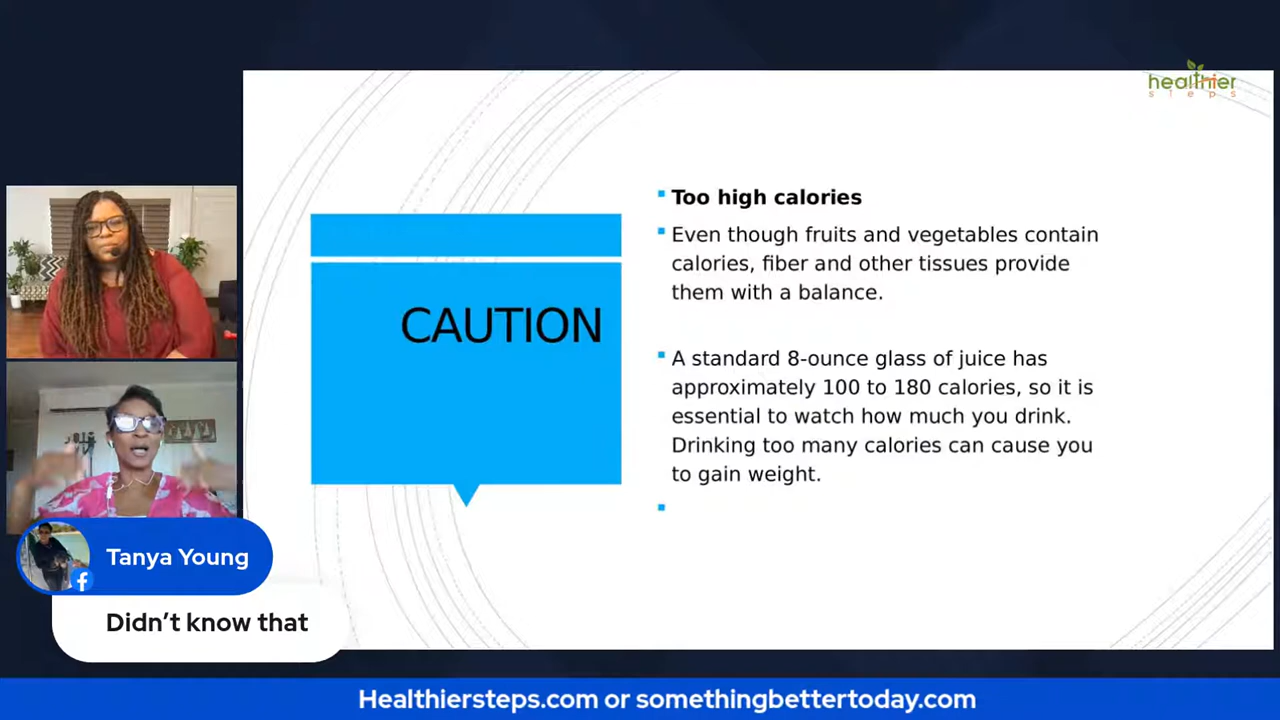 healthier
steps
CAUTION
Too high calories
Even though fruits and vegetables contain
calories, fiber and other tissues provide
them with a balance.
A standard 8-ounce glass of juice has
approximately 100 to 180 calories, so it is
essential to watch how much you drink.
Drinking too many calories can cause you
to gain weight.
Tanya Young
Didn’t know that
Healthiersteps.com or somethingbettertoday.com